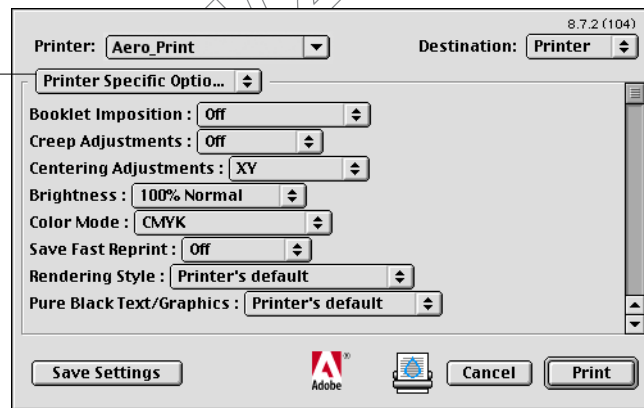 8.7.2 (104)
Printer: Aero_Print Destination: Printer
Printer Specific Optio...
Booklet Imposition : Off
Creep Adjustments : Off
Centering Adjustments : XY
Brightness : 100% Normal
Color Mode : CMYK
Save Fast Reprint : Off
Rendering Style : Printer's default
Pure Black Text/Graphics : Printer's default
Save Settings Adobe ® Cancel Print